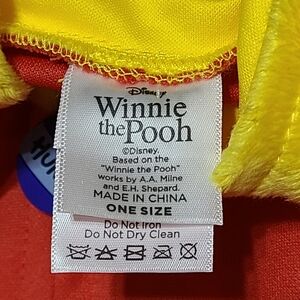 Disney
Winnie
the Pooh
©Disney.
Based on the
"Winnie the Pooh"
works by A.A. Milne
and E.H. Shepard.
MADE IN CHINA
ONE SIZE
Do Not Iron
Do Not Dry Clean